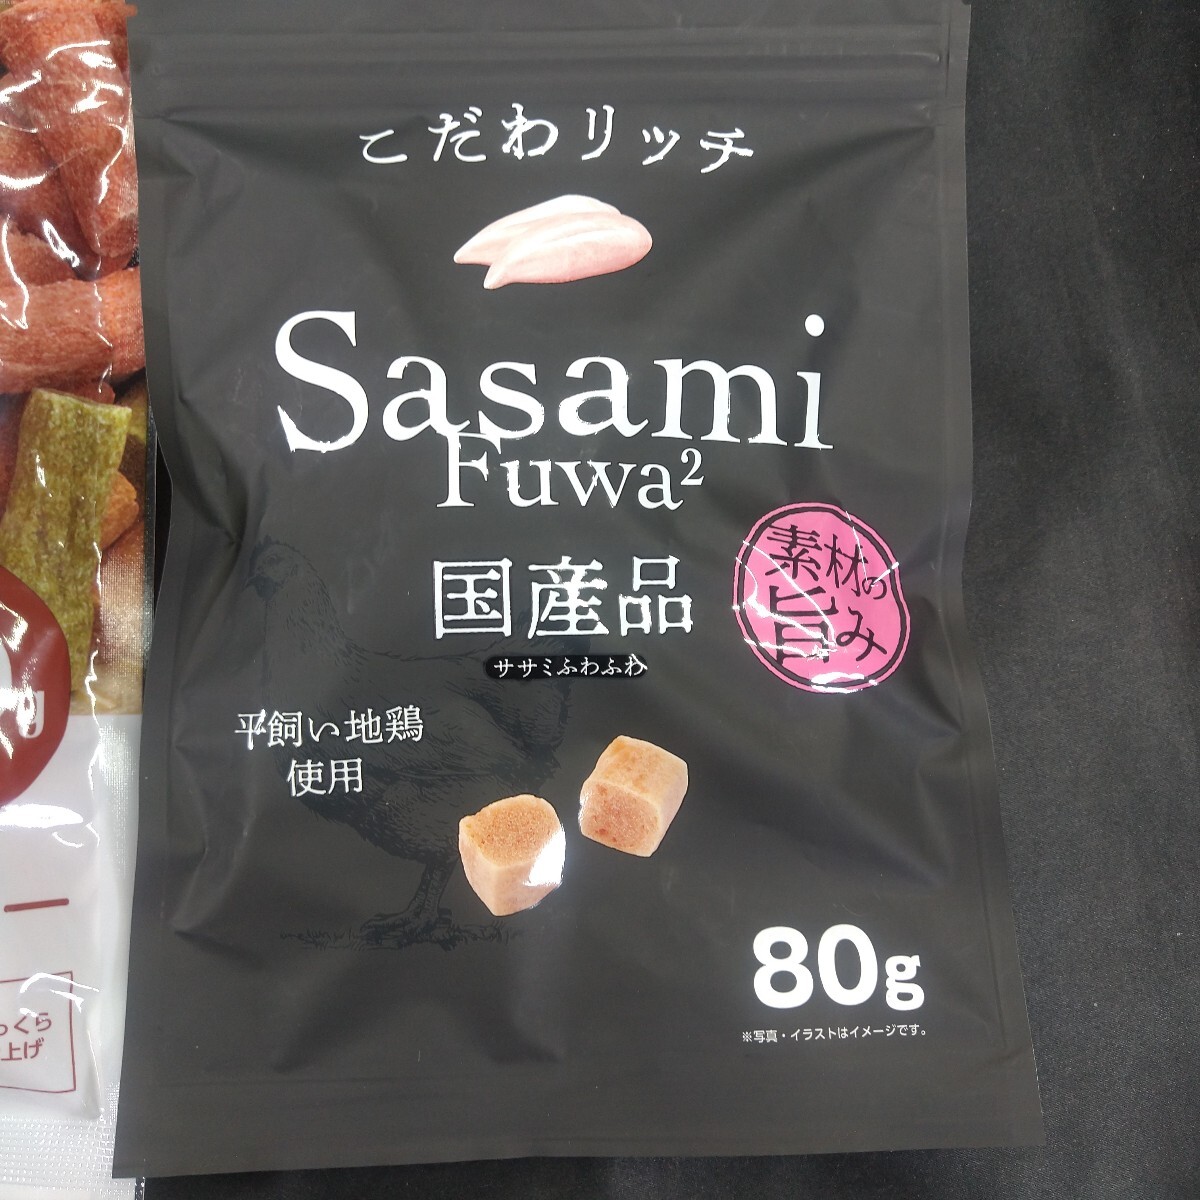 こだわリッチ
Sasami
Fuwa²
国産品
ササミふわふわ
素材の
旨み
平飼い地鶏
使用
80g
※写真・イラストはイメージです。
g
ー
っくら
上げ